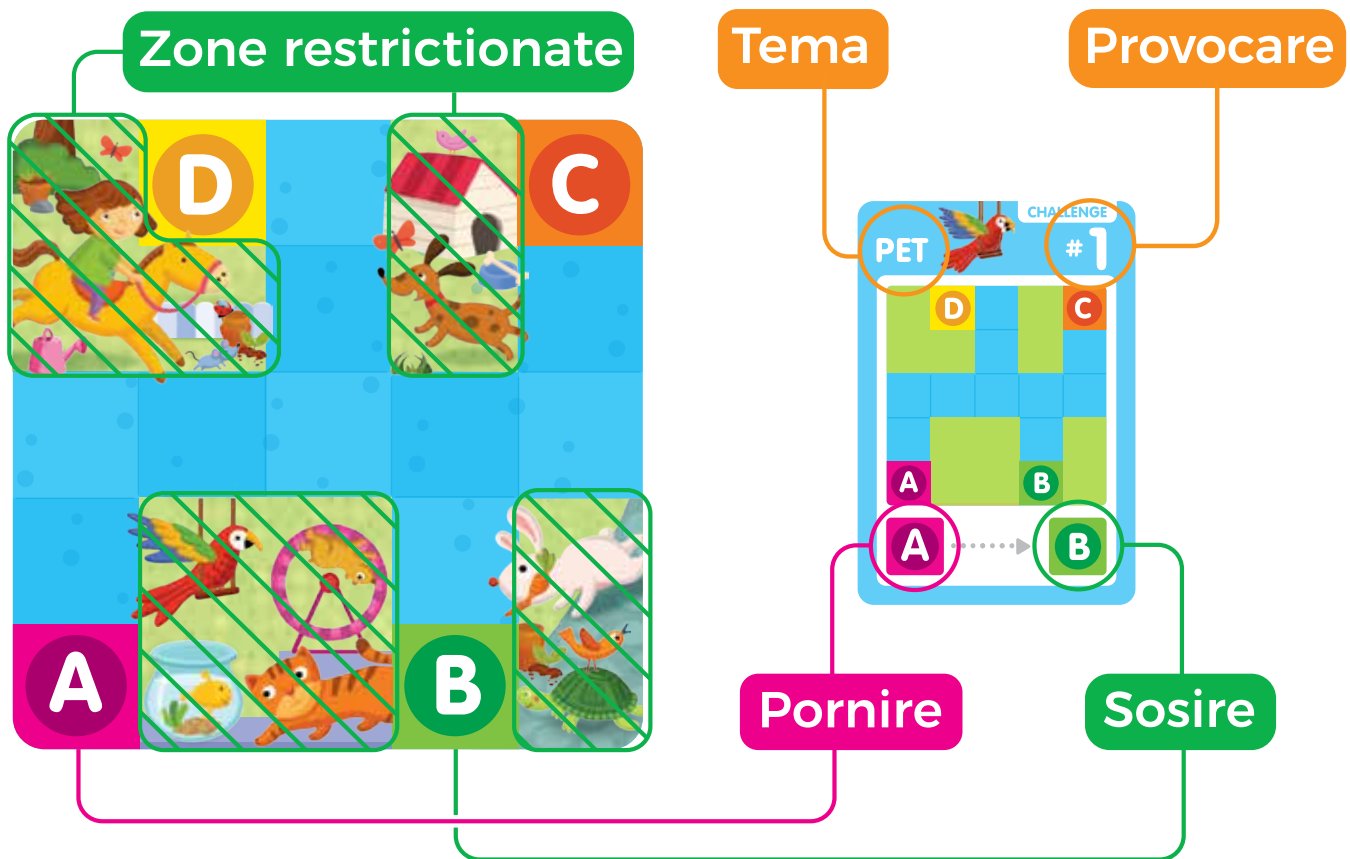 Zone restrictionate
Tema
Provocare
D
C
A
B
CHALLENGE
PET
#1
D
C
A
B
A
B
Pornire
Sosire